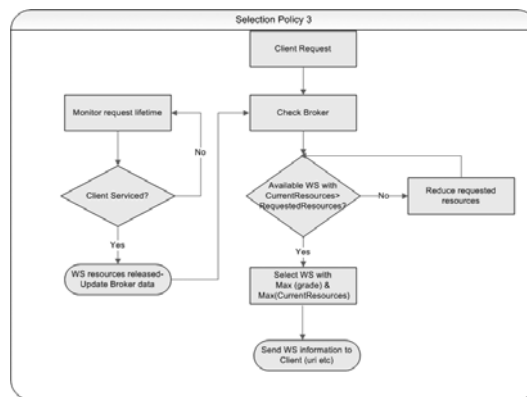 Selection Policy 3
Client Request
Monitor request lifetime
Check Broker
No
Client Serviced?
Available WS with
CurrentResources>
RequestedResources?
No
Reduce requested
resources
Yes
Yes
WS resources released-
Update Broker data
Select WS with
Max (grade) &
Max(CurrentResources)
Send WS information to
Client (uri etc)